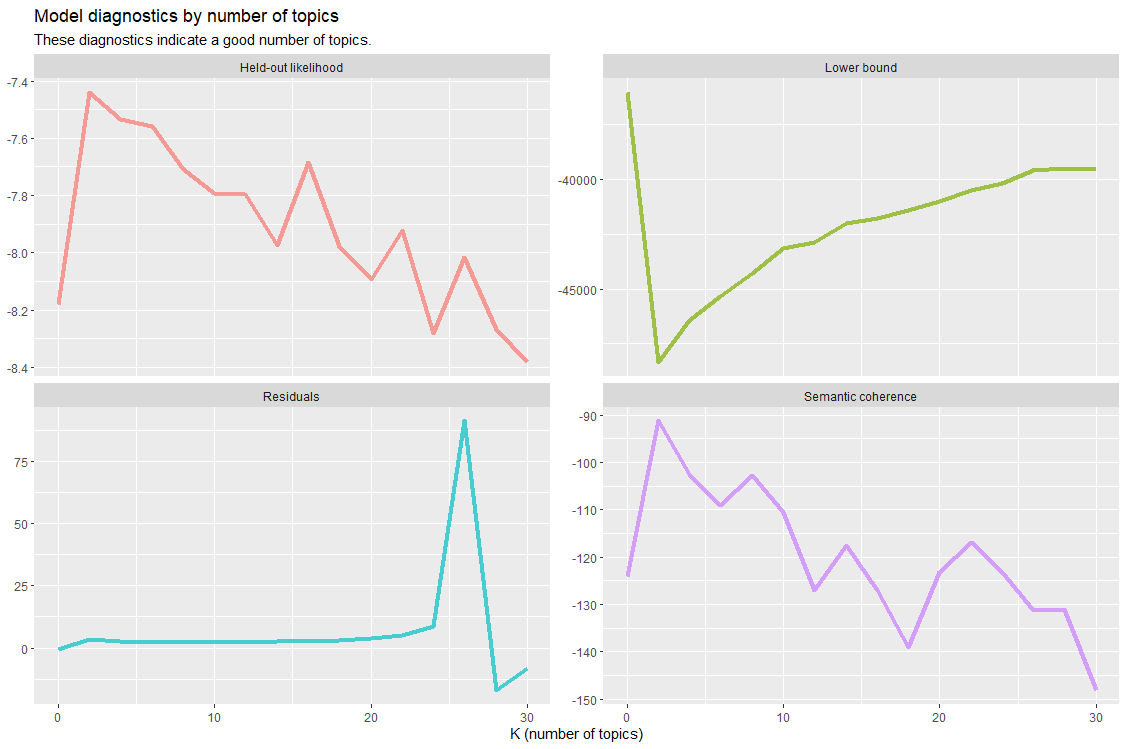 Model diagnostics by number of topics
These diagnostics indicate a good number of topics.
Held-out likelihood
Lower bound
-7.4
-7.6
-7.8
-8.0
-8.2
-8.4
-40000
-45000
Residuals
Semantic coherence
75
50
25
0
-90
-100
-110
-120
-130
-140
-150
0 10 20 30
0 10 20 30
K (number of topics)